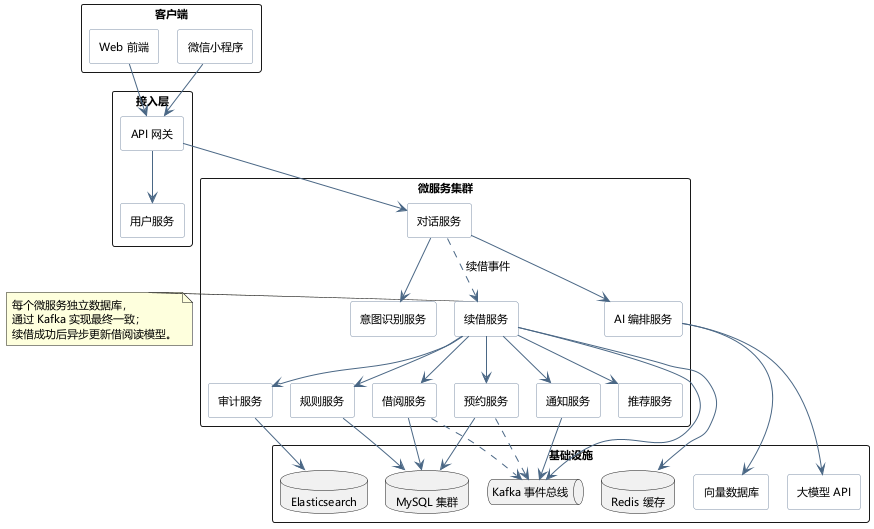 客户端
Web 前端
微信小程序
接入层
API 网关
用户服务
微服务集群
对话服务
续借事件
每个微服务独立数据库，
通过 Kafka 实现最终一致；
续借成功后异步更新借阅读模型。
意图识别服务
续借服务
AI 编排服务
审计服务
规则服务
借阅服务
预约服务
通知服务
推荐服务
基础设施
Elasticsearch
MySQL 集群
Kafka 事件总线
Redis 缓存
向量数据库
大模型 API